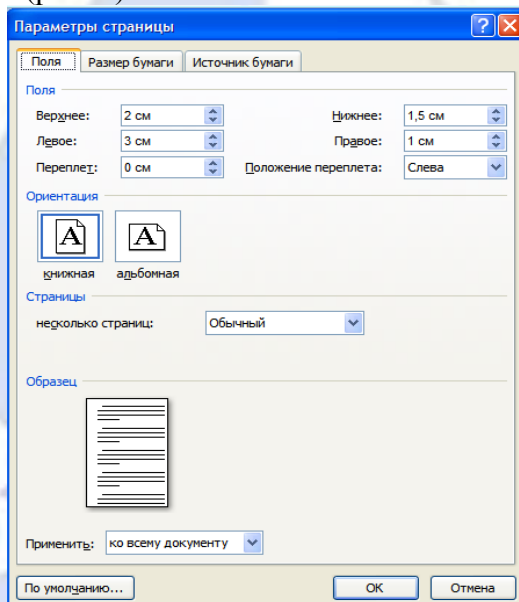 Параметры страницы
Поля Размер бумаги Источник бумаги
Поля
Верхнее: 2 см Нижнее: 1,5 см
Левое: 3 см Правое: 1 см
Переплет: 0 см Положение переплета: Слева
Ориентация
A A
книжная альбомная
Страницы
несколько страниц: Обычный
Образец
Применить: ко всему документу
По умолчанию... ОК Отмена